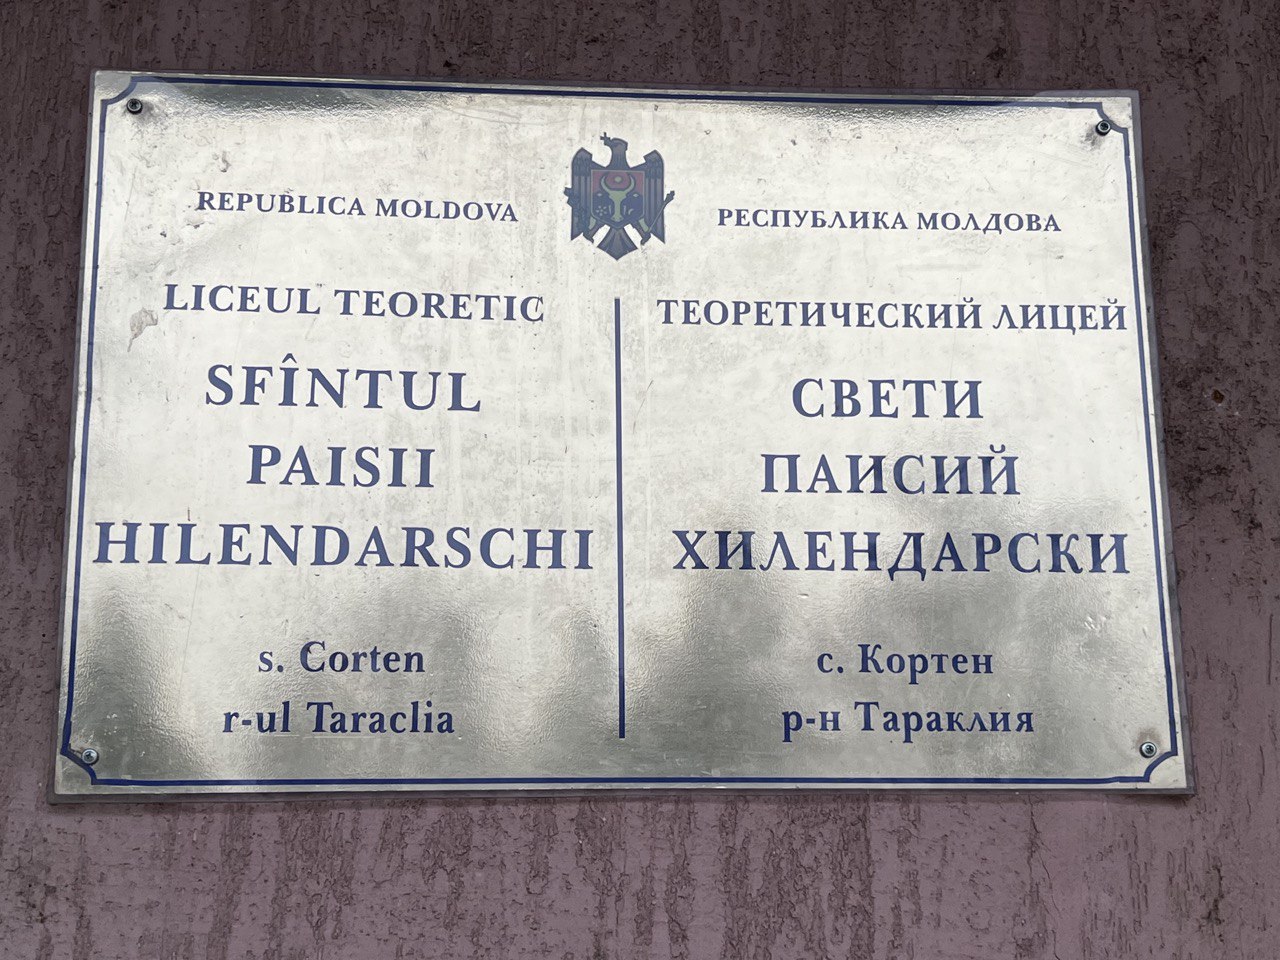 REPUBLICA MOLDOVA
LICEUL TEORETIC
SFÎNTUL
PAISII
HILENDARSCHI
s. Corten
r-ul Taraclia
РЕСПУБЛИКА МОЛДОВА
ТЕОРЕТИЧЕСКИЙ ЛИЦЕЙ
СВЕТИ
ПАИСИЙ
ХИЛЕНДАРСКИ
с. Кортен
р-н Тараклия